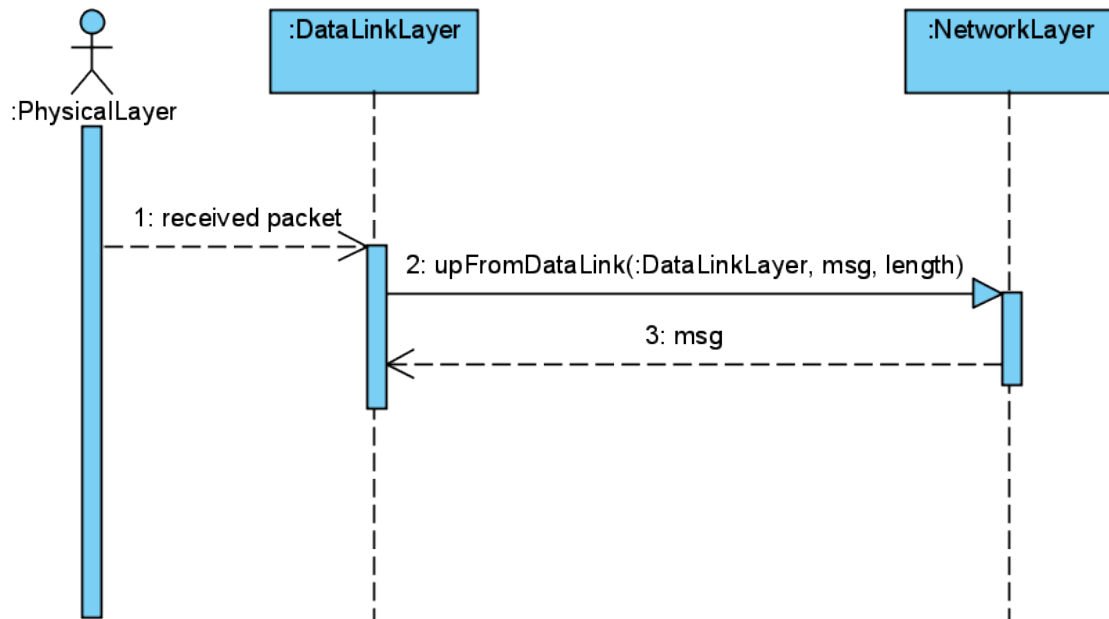 :DataLinkLayer
:NetworkLayer
:PhysicalLayer
1: received packet
2: upFromDataLink(:DataLinkLayer, msg, length)
3: msg